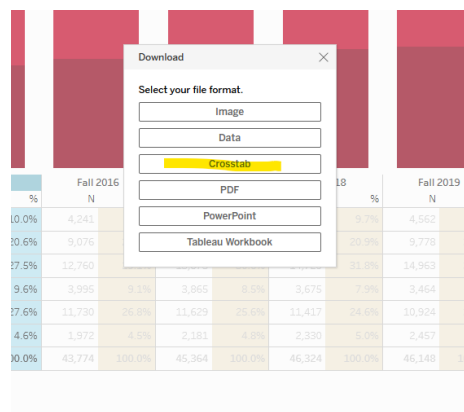 Download
Select your file format.
Image
Data
Crosstab
PDF
PowerPoint
Tableau Workbook
Fall 2016 18 Fall 2019
% N % N
10.0% 4,241 9.7% 4,562
20.6% 9,076 20.9% 9,778
27.5% 12,760 31.8% 14,963
9.6% 3,995 9.1% 3,865 8.5% 3,675 7.9% 3,464
27.6% 11,730 26.8% 11,629 25.6% 11,417 24.6% 10,924
4.6% 1,972 4.5% 2,181 4.8% 2,330 5.0% 2,457
00.0% 43,774 100.0% 45,364 100.0% 46,324 100.0% 46,148